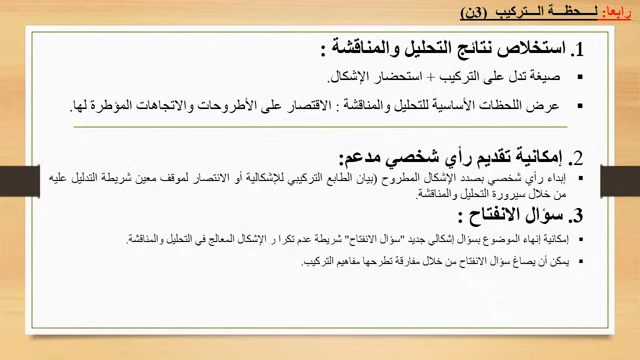 رابعا: لـــحظـــة الـــتركيب (3ن)
1. استخلاص نتائج التحليل والمناقشة :
▪ صيغة تدل على التركيب + استحضار الإشكال.
▪ عرض اللحظات الأساسية للتحليل والمناقشة : الاقتصار على الأطروحات والاتجاهات المؤطرة لها.
2. إمكانية تقديم رأي شخصي مدعم:
▪ إبداء رأي شخصي بصدد الإشكال المطروح (بيان الطابع التركيبي للإشكالية أو الانتصار لموقف معين شريطة التدليل عليه
من خلال سيرورة التحليل والمناقشة.
3. سؤال الانفتاح :
▪ إمكانية إنهاء الموضوع بسؤال إشكالي جديد "سؤال الانفتاح" شريطة عدم تكرا ر الإشكال المعالج في التحليل والمناقشة.
▪ يمكن أن يصاغ سؤال الانفتاح من خلال مفارقة تطرحها مفاهيم التركيب.